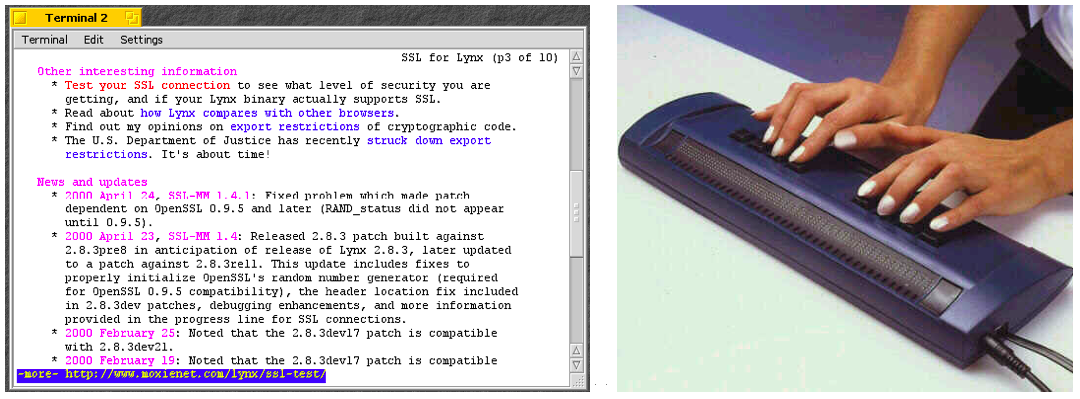 Terminal 2
Terminal Edit Settings
SSL for Lynx (p3 of 10)
Other interesting information
* Test your SSL connection to see what level of security you are
getting, and if your Lynx binary actually supports SSL.
* Read about how Lynx compares with other browsers.
* Find out my opinions on export restrictions of cryptographic code.
* The U.S. Department of Justice has recently struck down export
restrictions. It's about time!
News and updates
* 2000 April 24, SSL-MM 1.4.1: Fixed problem which made patch
dependent on OpenSSL 0.9.5 and later (RAND_status did not appear
until 0.9.5).
* 2000 April 23, SSL-MM 1.4: Released 2.8.3 patch built against
2.8.3pre8 in anticipation of release of Lynx 2.8.3, later updated
to a patch against 2.8.3rel1. This update includes fixes to
properly initialize OpenSSL's random number generator (required
for OpenSSL 0.9.5 compatibility), the header location fix included
in 2.8.3dev patches, debugging enhancements, and more information
provided in the progress line for SSL connections.
* 2000 February 25: Noted that the 2.8.3dev17 patch is compatible
with 2.8.3dev21.
* 2000 February 19: Noted that the 2.8.3dev17 patch is compatible
-more- http://www.moxienet.com/lynx/ssl-test/